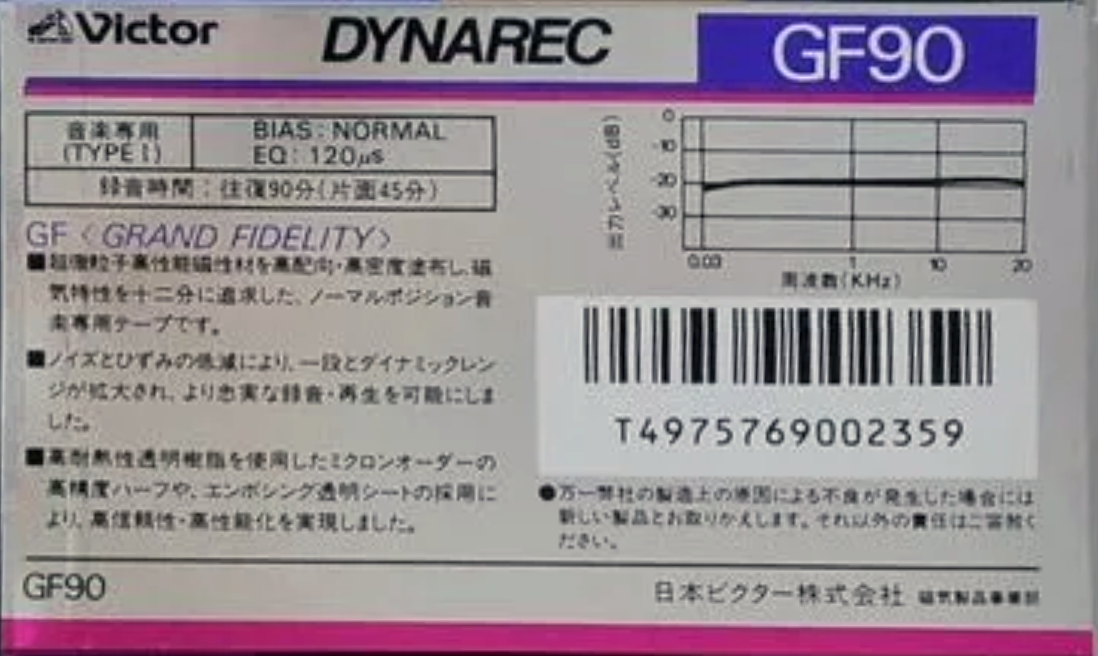 Victor
DYNAREC
GF90
音楽専用
(TYPE I)
BIAS: NORMAL
EQ: 120μs
録音時間：往復90分(片面45分)
GF〈GRAND FIDELITY〉
■超微粒子高性能磁性材を高配向・高密度塗布し、磁
気特性を十二分に追求した、ノーマルポジション音
楽専用テープです。
■ノイズとひずみの低減により、一段とダイナミックレン
ジが拡大され、より忠実な録音・再生を可能にしま
した。
■高耐熱性透明樹脂を使用したミクロンオーダーの
高精度ハーフや、エンボシング透明シートの採用に
より、高信頼性・高性能化を実現しました。
出力レベル(dB)
0
-10
-20
-30
0.03 1 10 20
周波数(KHz)
T4975769002359
●万一弊社の製造上の原因による不良が発生した場合には
新しい製品とお取りかえします。それ以外の責任はご容赦く
ださい。
GF90
日本ビクター株式会社 磁気製品事業部